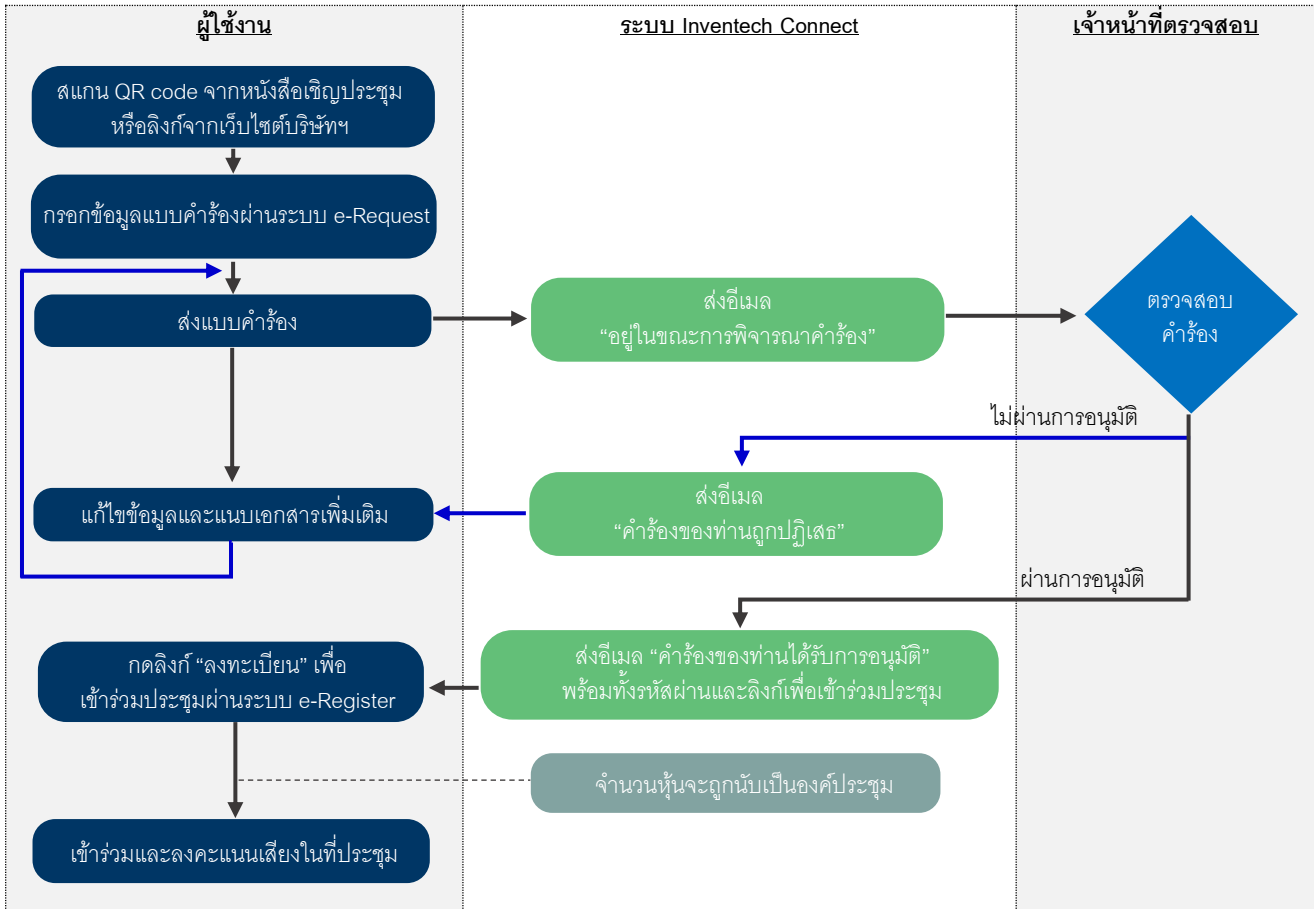 ผู้ใช้งาน
ระบบ Inventech Connect
เจ้าหน้าที่ตรวจสอบ
สแกน QR code จากหนังสือเชิญประชุม
หรือลิงก์จากเว็บไซต์บริษัทฯ
กรอกข้อมูลแบบคำร้องผ่านระบบ e-Request
ส่งแบบคำร้อง
ส่งอีเมล
“อยู่ในขณะการพิจารณาคำร้อง”
ตรวจสอบ
คำร้อง
ไม่ผ่านการอนุมัติ
ส่งอีเมล
“คำร้องของท่านถูกปฏิเสธ”
แก้ไขข้อมูลและแนบเอกสารเพิ่มเติม
ผ่านการอนุมัติ
ส่งอีเมล “คำร้องของท่านได้รับการอนุมัติ”
พร้อมทั้งรหัสผ่านและลิงก์เพื่อเข้าร่วมประชุม
กดลิงก์ “ลงทะเบียน” เพื่อ
เข้าร่วมประชุมผ่านระบบ e-Register
จำนวนหุ้นจะถูกนับเป็นองค์ประชุม
เข้าร่วมและลงคะแนนเสียงในที่ประชุม